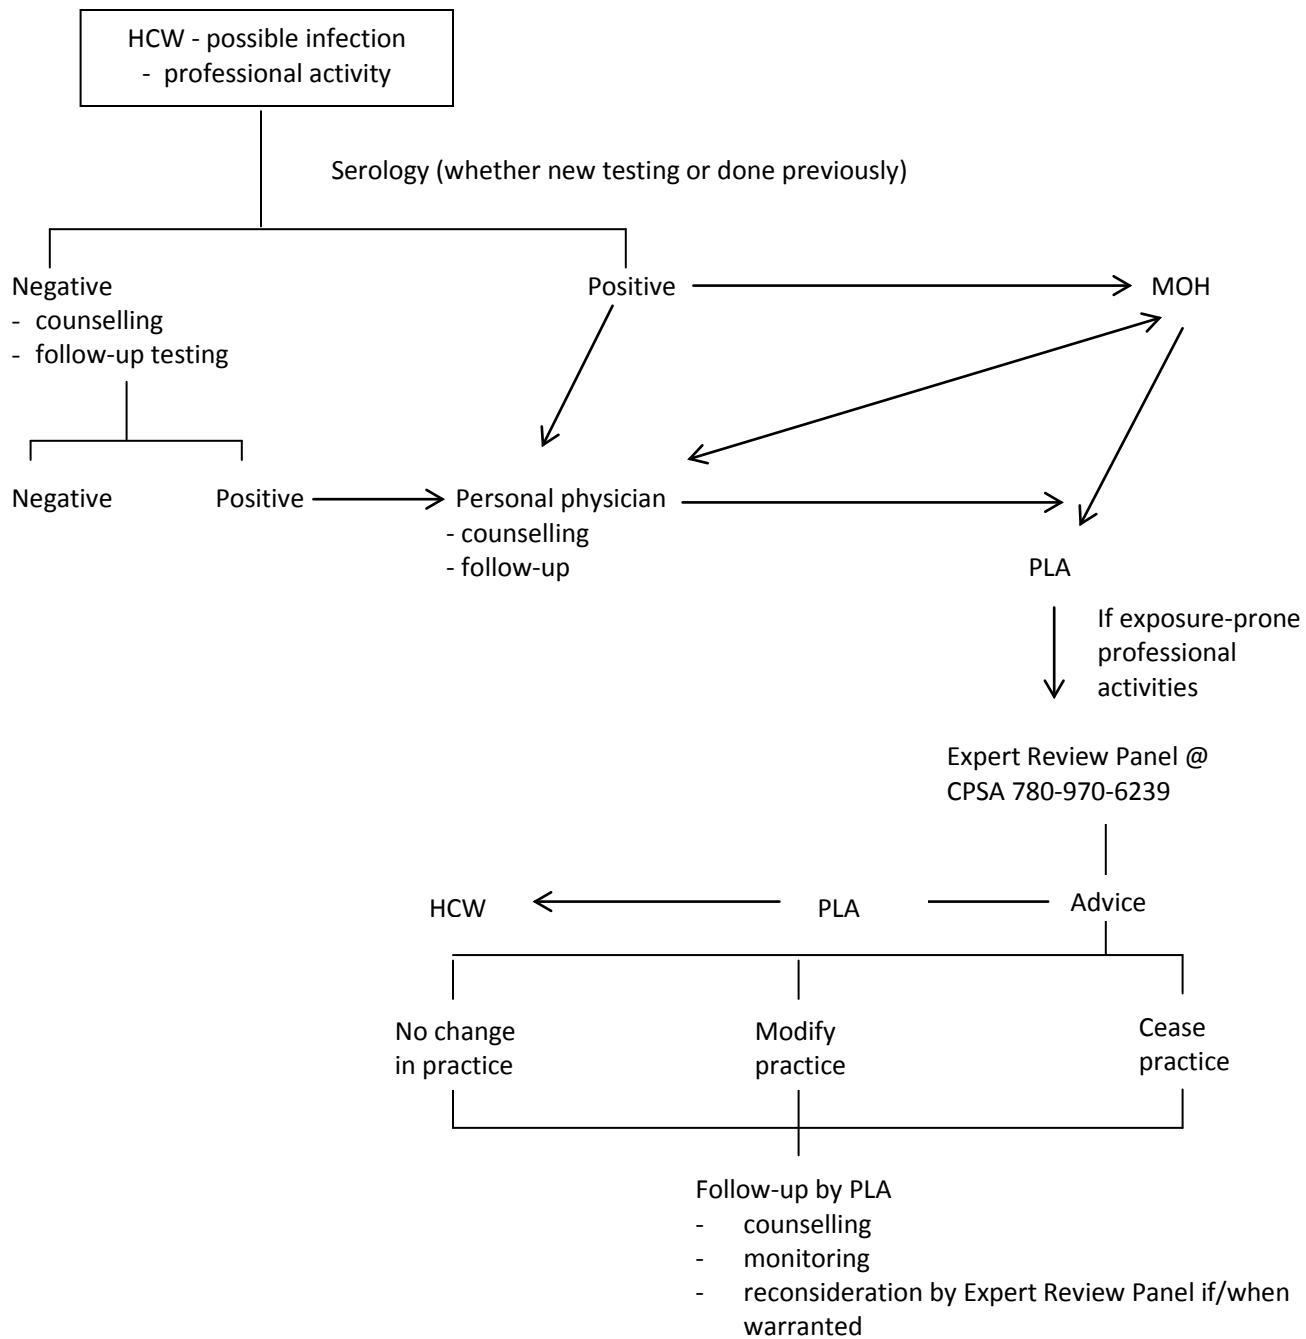 HCW - possible infection
- professional activity
Serology (whether new testing or done previously)
Negative
- counselling
- follow-up testing
Positive
MOH
Negative
Positive
Personal physician
- counselling
- follow-up
PLA
If exposure-prone
professional
activities
Expert Review Panel @
CPSA 780-970-6239
HCW
PLA
Advice
No change
in practice
Modify
practice
Cease
practice
Follow-up by PLA
- counselling
- monitoring
- reconsideration by Expert Review Panel if/when
warranted